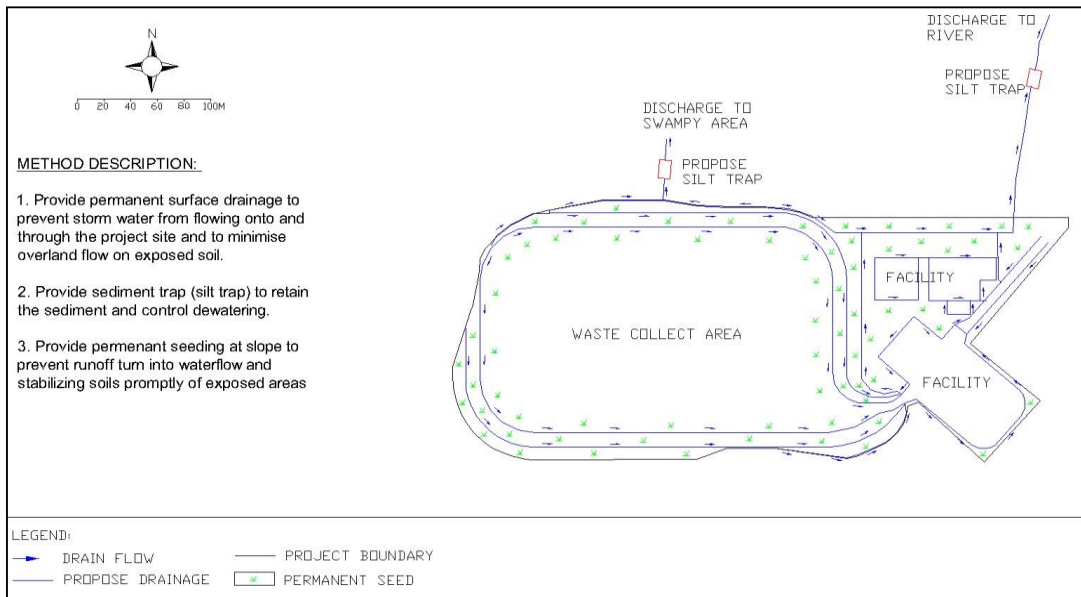 N
0 20 40 60 80 100M
METHOD DESCRIPTION:
1. Provide permanent surface drainage to
prevent storm water from flowing onto and
through the project site and to minimise
overland flow on exposed soil.
2. Provide sediment trap (silt trap) to retain
the sediment and control dewatering.
3. Provide permenant seeding at slope to
prevent runoff turn into waterflow and
stabilizing soils promptly of exposed areas
DISCHARGE TO
RIVER
PROPOSE
SILT TRAP
DISCHARGE TO
SWAMPY AREA
PROPOSE
SILT TRAP
FACILITY
WASTE COLLECT AREA
FACILITY
LEGEND:
DRAIN FLOW
PROJECT BOUNDARY
PROPOSE DRAINAGE
PERMANENT SEED